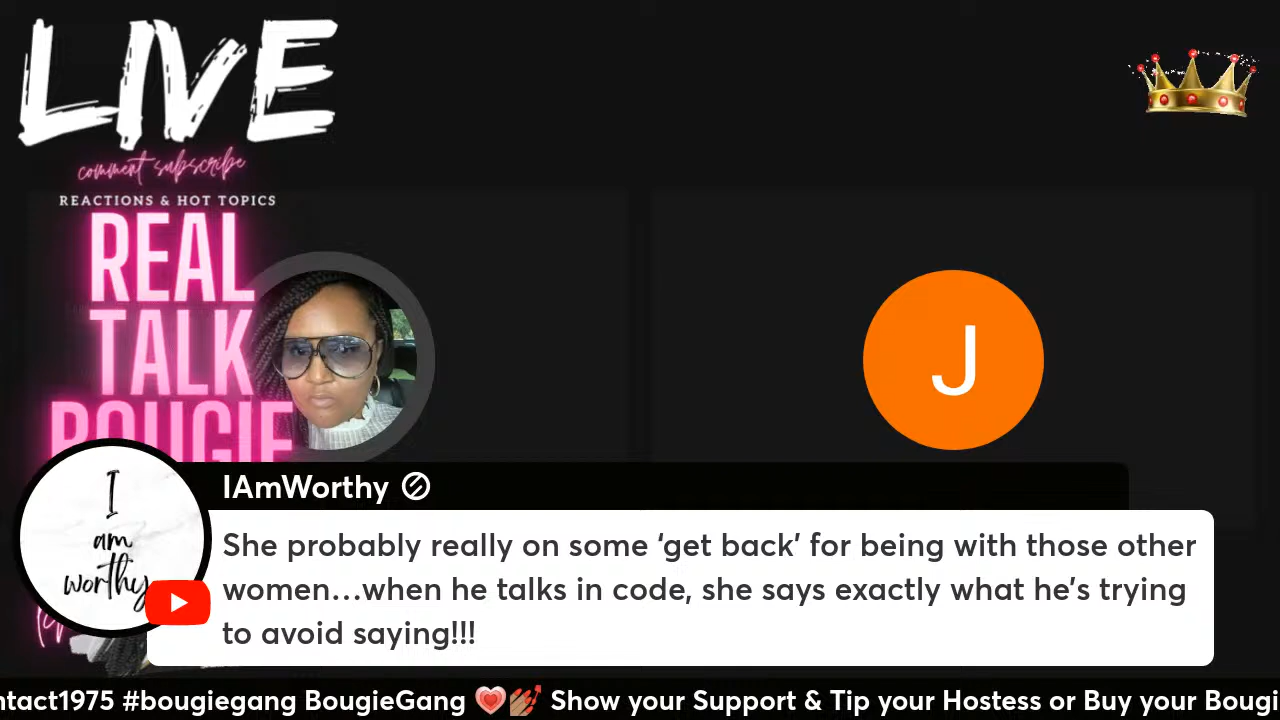 LIVE
comment subscribe
REACTIONS & HOT TOPICS
REAL
TALK
BOUGIE
J
I
am
worthy
IAmWorthy
She probably really on some ‘get back’ for being with those other
women...when he talks in code, she says exactly what he’s trying
to avoid saying!!!
ntact1975 #bougiegang BougieGang 💗💅🏾 Show your Support & Tip your Hostess or Buy your Bougi